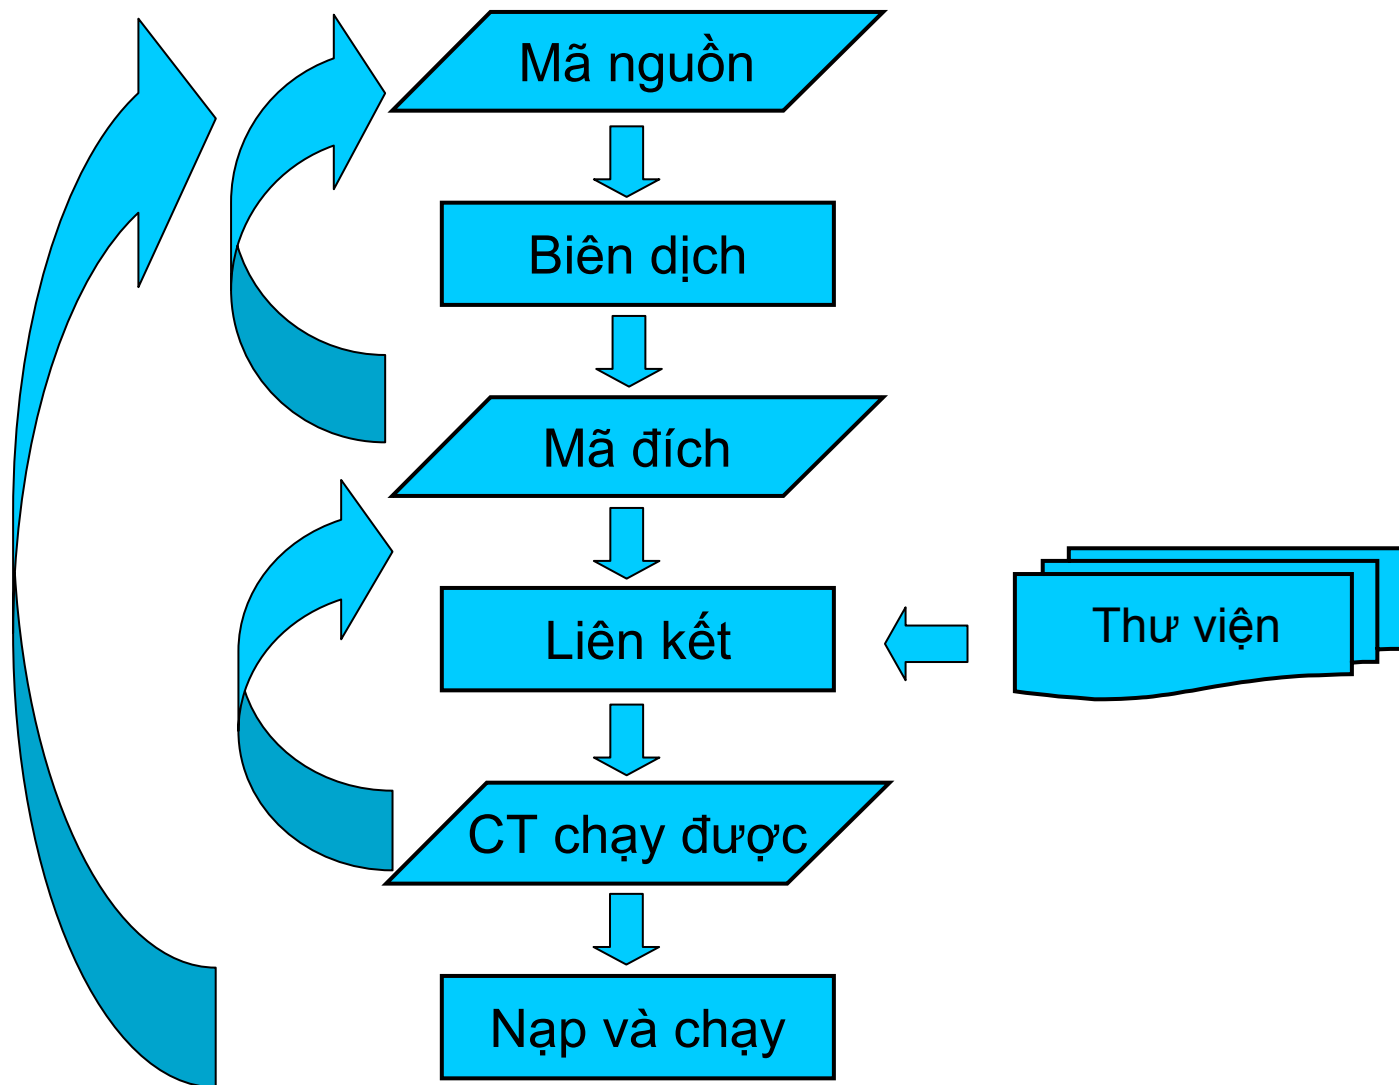 Mã nguồn
Biên dịch
Mã đích
Liên kết
Thư viện
CT chạy được
Nạp và chạy